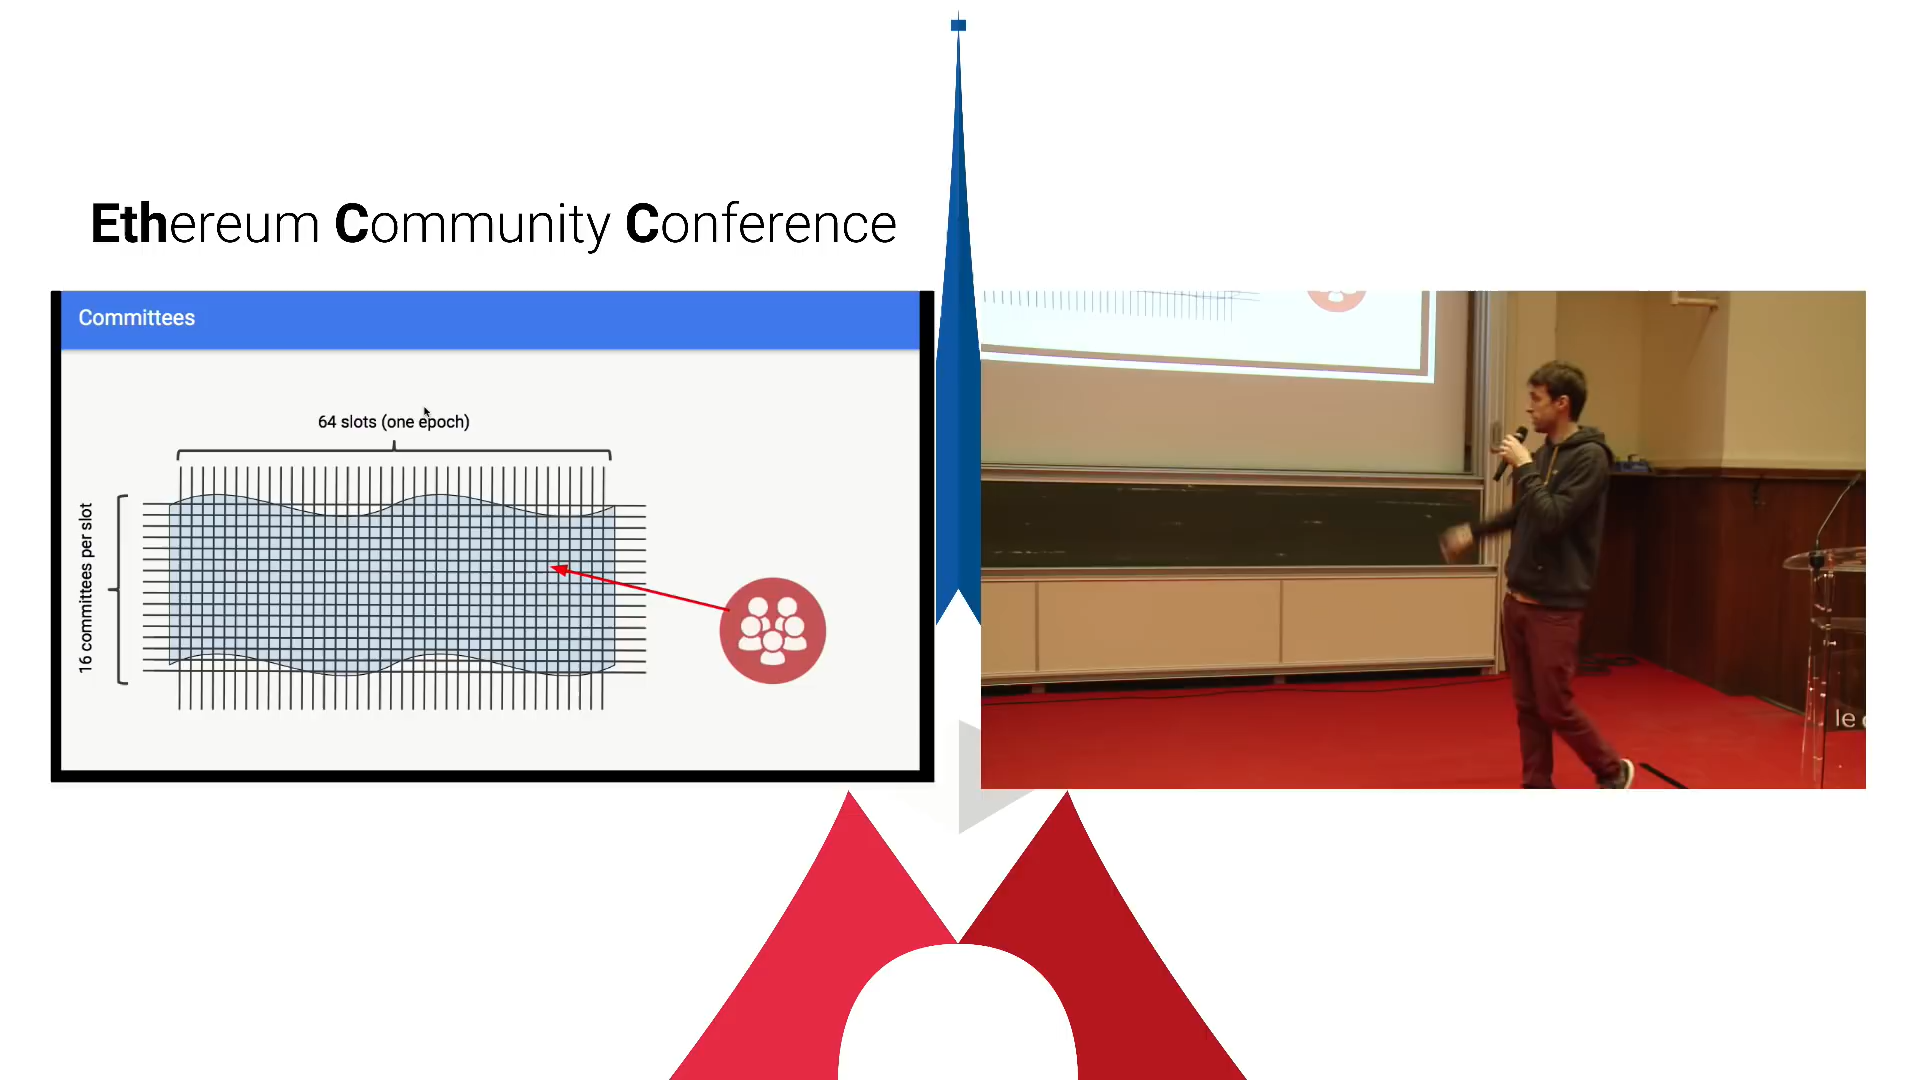 Ethereum Community Conference
Committees
64 slots (one epoch)
16 committees per slot
le